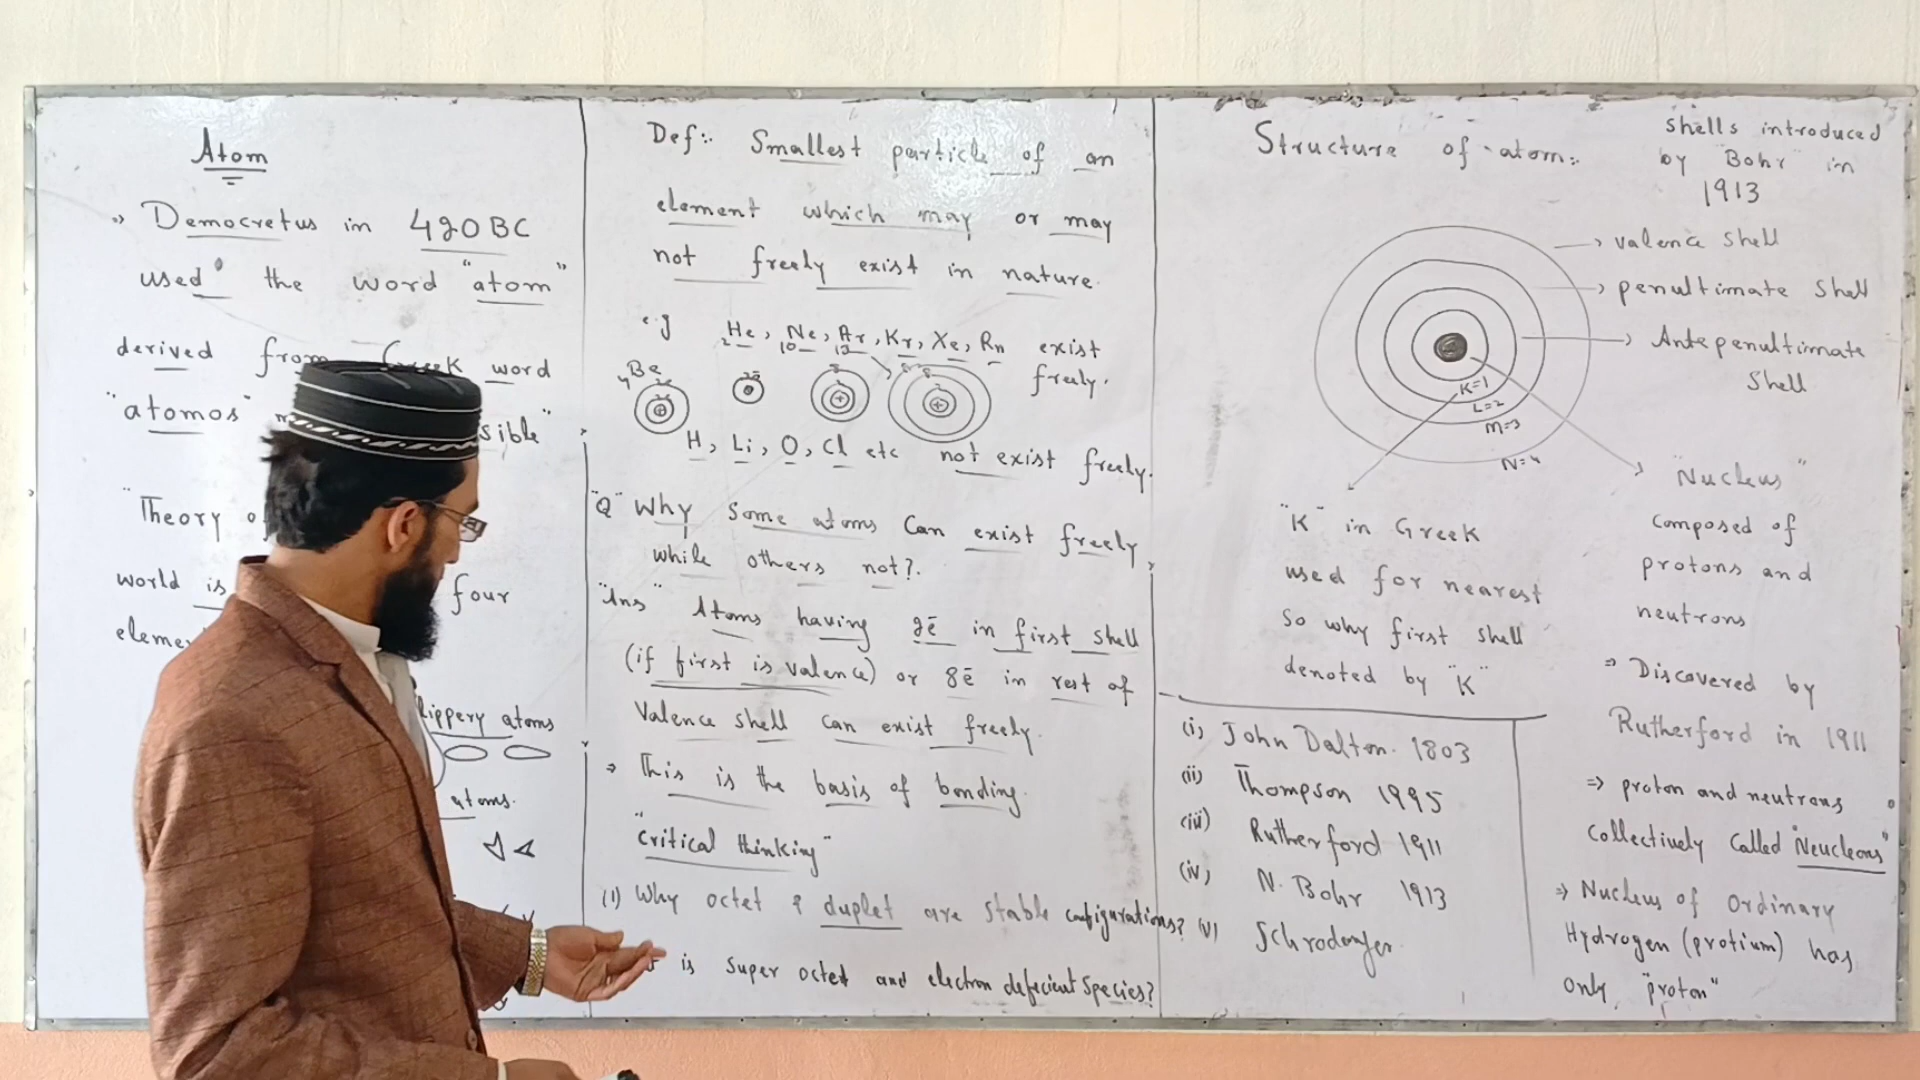 Atom
Democretus in 420BC
used the word "atom"
derived from Greek word
"atomos" sible"
"Theory
world is four
lippery atoms
atoms.
Def:- Smallest particle of an
element which may or may
not freely exist in nature.
e.g
2He, 10Ne, Ar, Kr, Xe, Rn exist
freely.
4Be
H, Li, O, Cl etc not exist freely.
"Q" Why some atoms can exist freely
while others not?.
"Ans" Atoms having 2ē in first shell
(if first is valence) or 8ē in rest of
Valence shell can exist freely.
⇒ This is the basis of bonding.
"Critical thinking"
(1) Why octet & duplet are stable configurations?
is super octet and electron deficient species?
Structure of atom:-
Shells introduced
by "Bohr" in
1913
→ valence shell
→ penultimate shell
→ Antepenultimate
Shell
K=1
L=2
M=3
N=4
"K" in Greek
used for nearest
so why first shell
denoted by "K"
"Nucleus"
Composed of
protons and
neutrons
⇒ Discovered by
Rutherford in 1911
⇒ proton and neutrons
collectively called "Neucleons"
⇒ Nucleus of ordinary
Hydrogen (protium) has
only "proton"
(i) John Dalton. 1803
(ii) Thompson 1995
(iii) Rutherford 1911
(iv) N. Bohr 1913
(v)